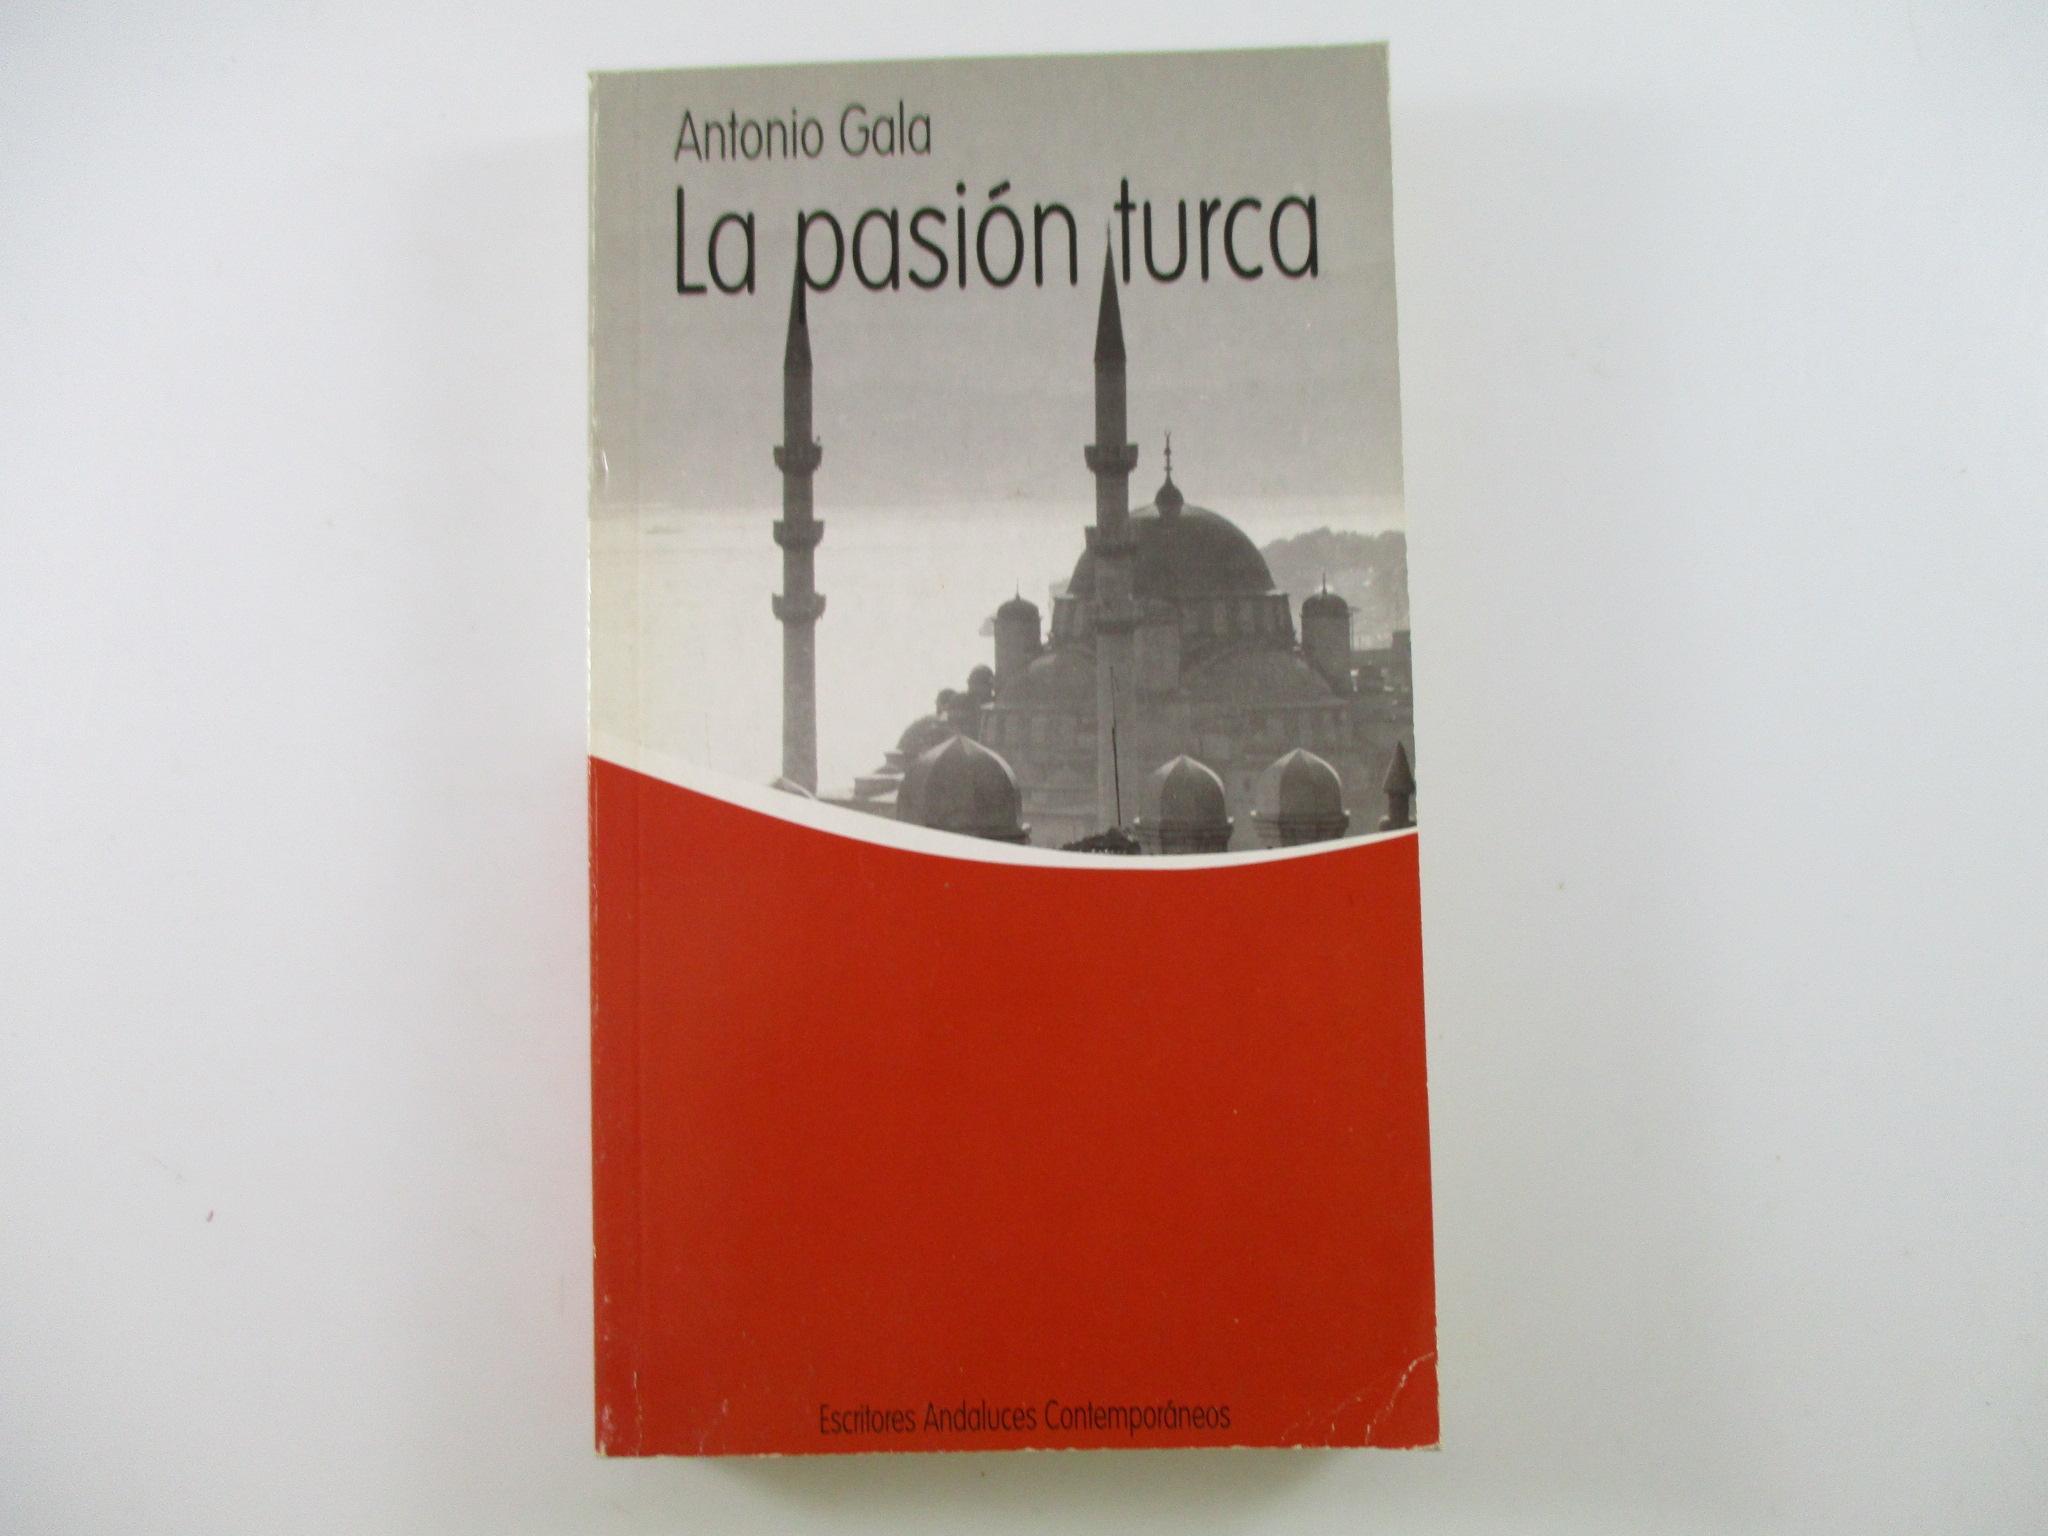 Antonio Gala
La pasión turca
Escritores Andaluces Contemporáneos